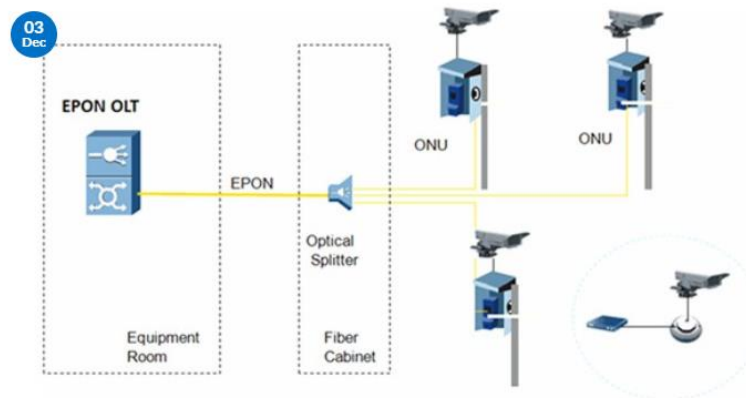 03
Dec
EPON OLT
EPON
ONU
ONU
Optical
Splitter
Equipment
Room
Fiber
Cabinet